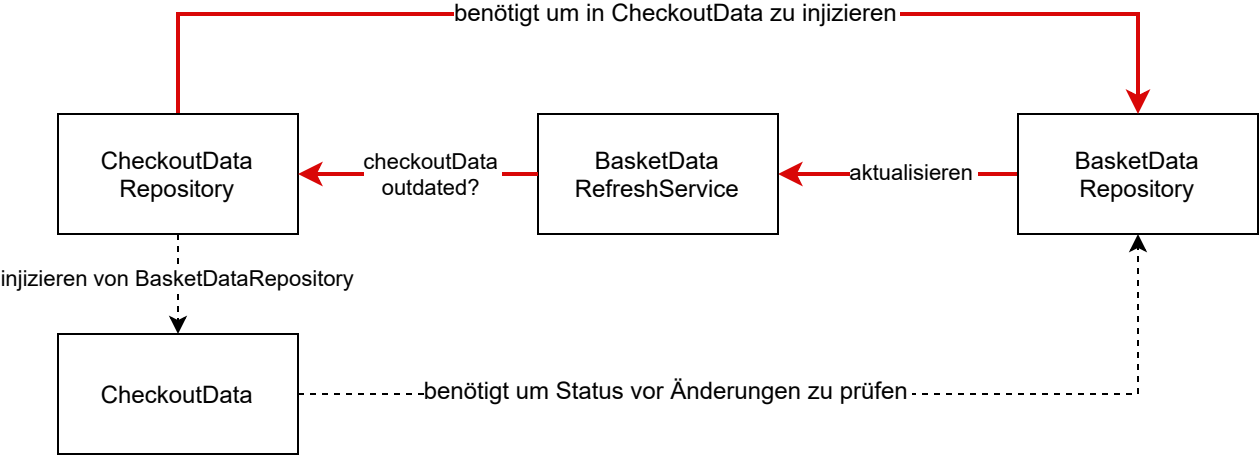 benötigt um in CheckoutData zu injizieren
CheckoutData
Repository
checkoutData
outdated?
BasketData
RefreshService
aktualisieren
BasketData
Repository
injizieren von BasketDataRepository
CheckoutData
benötigt um Status vor Änderungen zu prüfen